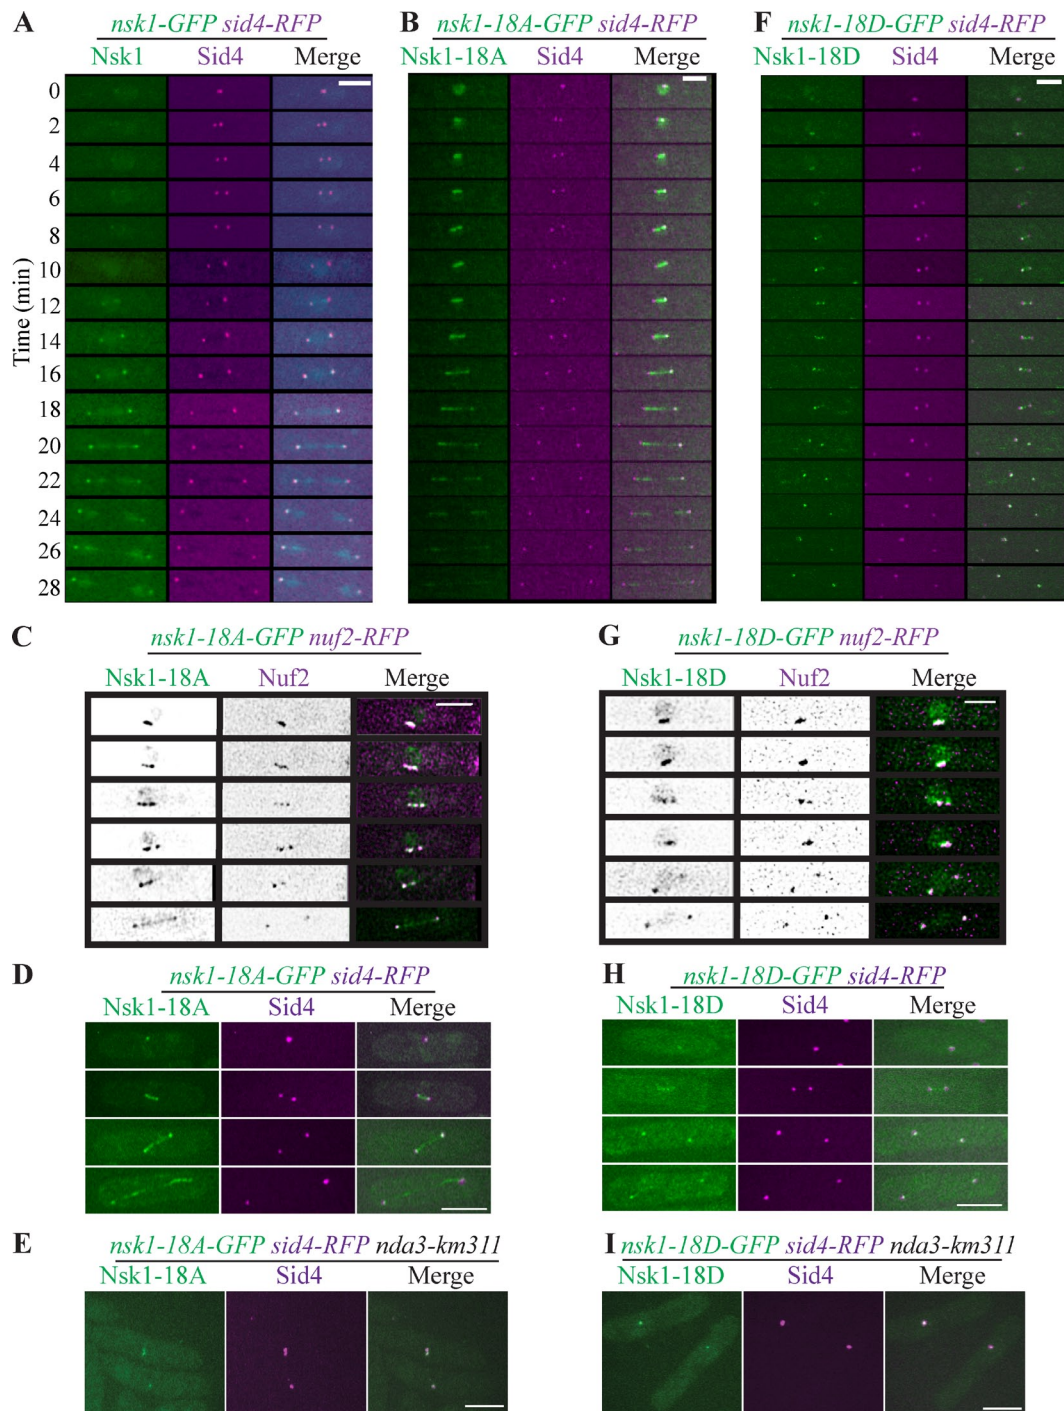 A
nsk1-GFP sid4-RFP
Nsk1 Sid4 Merge
Time (min)
0
2
4
6
8
10
12
14
16
18
20
22
24
26
28
B
nsk1-18A-GFP sid4-RFP
Nsk1-18A Sid4 Merge
F
nsk1-18D-GFP sid4-RFP
Nsk1-18D Sid4 Merge
C
nsk1-18A-GFP nuf2-RFP
Nsk1-18A Nuf2 Merge
G
nsk1-18D-GFP nuf2-RFP
Nsk1-18D Nuf2 Merge
D
nsk1-18A-GFP sid4-RFP
Nsk1-18A Sid4 Merge
H
nsk1-18D-GFP sid4-RFP
Nsk1-18D Sid4 Merge
E
nsk1-18A-GFP sid4-RFP nda3-km311
Nsk1-18A Sid4 Merge
I
nsk1-18D-GFP sid4-RFP nda3-km311
Nsk1-18D Sid4 Merge